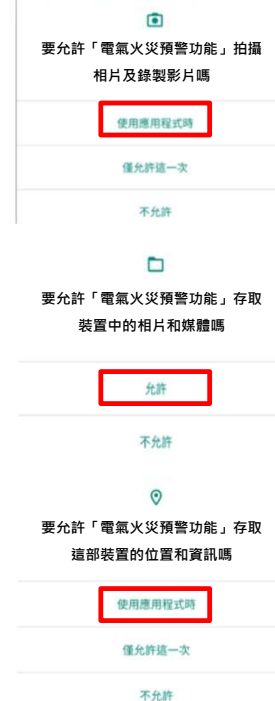 要允許「電氣火災預警功能」拍攝
相片及錄製影片嗎
使用應用程式時
僅允許這一次
不允許
要允許「電氣火災預警功能」存取
裝置中的相片和媒體嗎
允許
不允許
要允許「電氣火災預警功能」存取
這部裝置的位置和資訊嗎
使用應用程式時
僅允許這一次
不允許